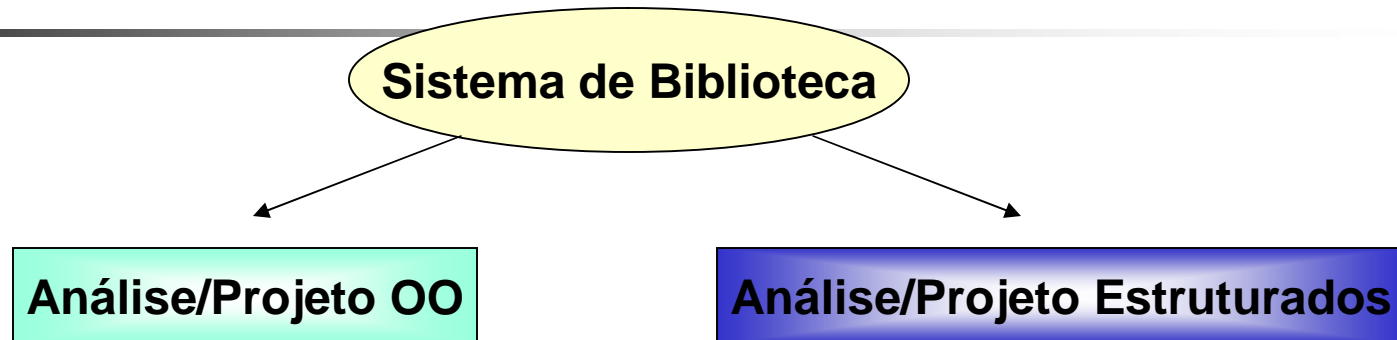 Sistema de Biblioteca
Análise/Projeto OO
Análise/Projeto Estruturados